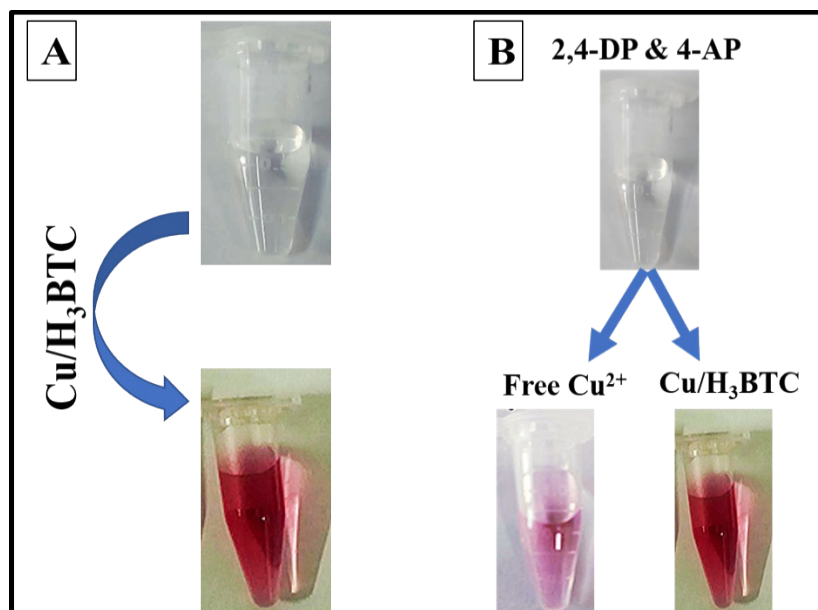 A
Cu/H₃BTC
B
2,4-DP & 4-AP
Free Cu²⁺
Cu/H₃BTC